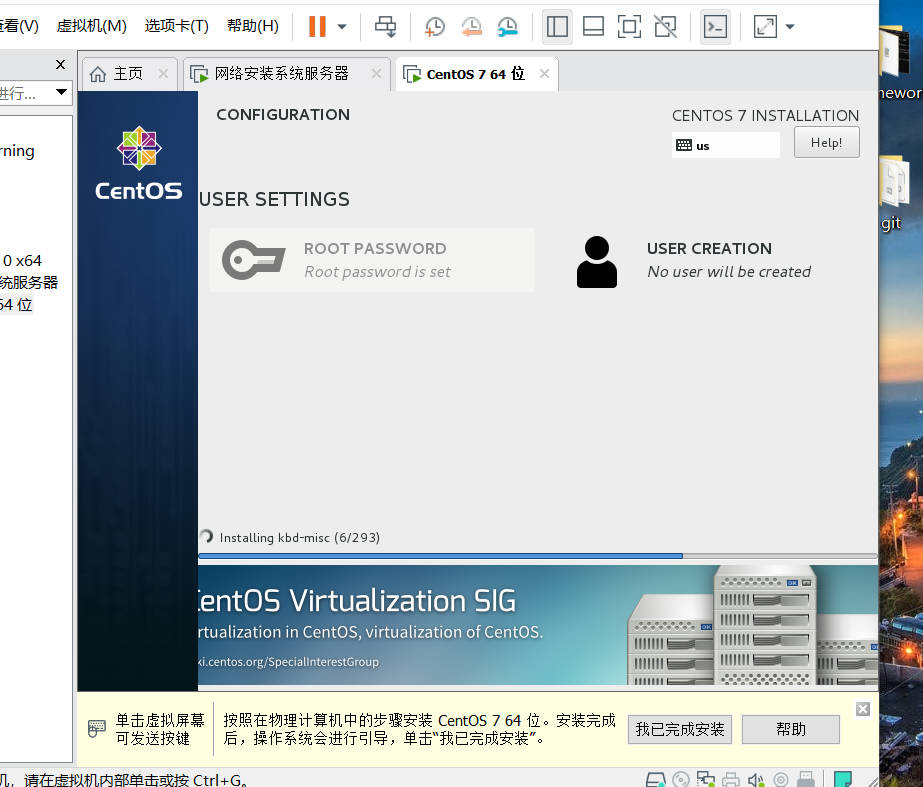 查看(V) 虚拟机(M) 选项卡(T) 帮助(H)
主页 网络安装系统服务器 CentOS 7 64 位
进行...
rning
0 x64
统服务器
64 位
CentOS
CONFIGURATION
CENTOS 7 INSTALLATION
us
Help!
USER SETTINGS
ROOT PASSWORD
Root password is set
USER CREATION
No user will be created
Installing kbd-misc (6/293)
CentOS Virtualization SIG
rtualization in CentOS, virtualization of CentOS.
ki.centos.org/SpecialInterestGroup
OK
OK
OK
单击虚拟屏幕
可发送按键
按照在物理计算机中的步骤安装 CentOS 7 64 位。安装完成
后，操作系统会进行引导，单击“我已完成安装”。
我已完成安装
帮助
机，请在虚拟机内部单击或按 Ctrl+G。
ewor
git